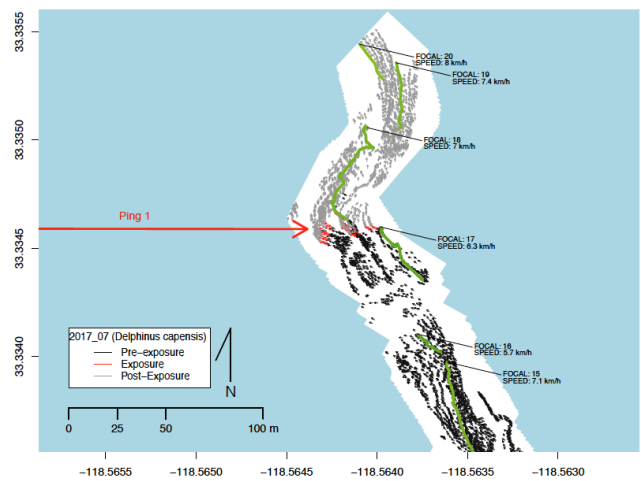 33.3355
33.3350
33.3345
33.3340
FOCAL: 20
SPEED: 8 km/h
FOCAL: 19
SPEED: 7.4 km/h
FOCAL: 18
SPEED: 7 km/h
Ping 1
FOCAL: 17
SPEED: 6.3 km/h
FOCAL: 16
SPEED: 5.7 km/h
FOCAL: 15
SPEED: 7.1 km/h
2017_07 (Delphinus capensis)
Pre−exposure
Exposure
Post−Exposure
N
0 25 50 100 m
−118.5655 −118.5650 −118.5645 −118.5640 −118.5635 −118.5630